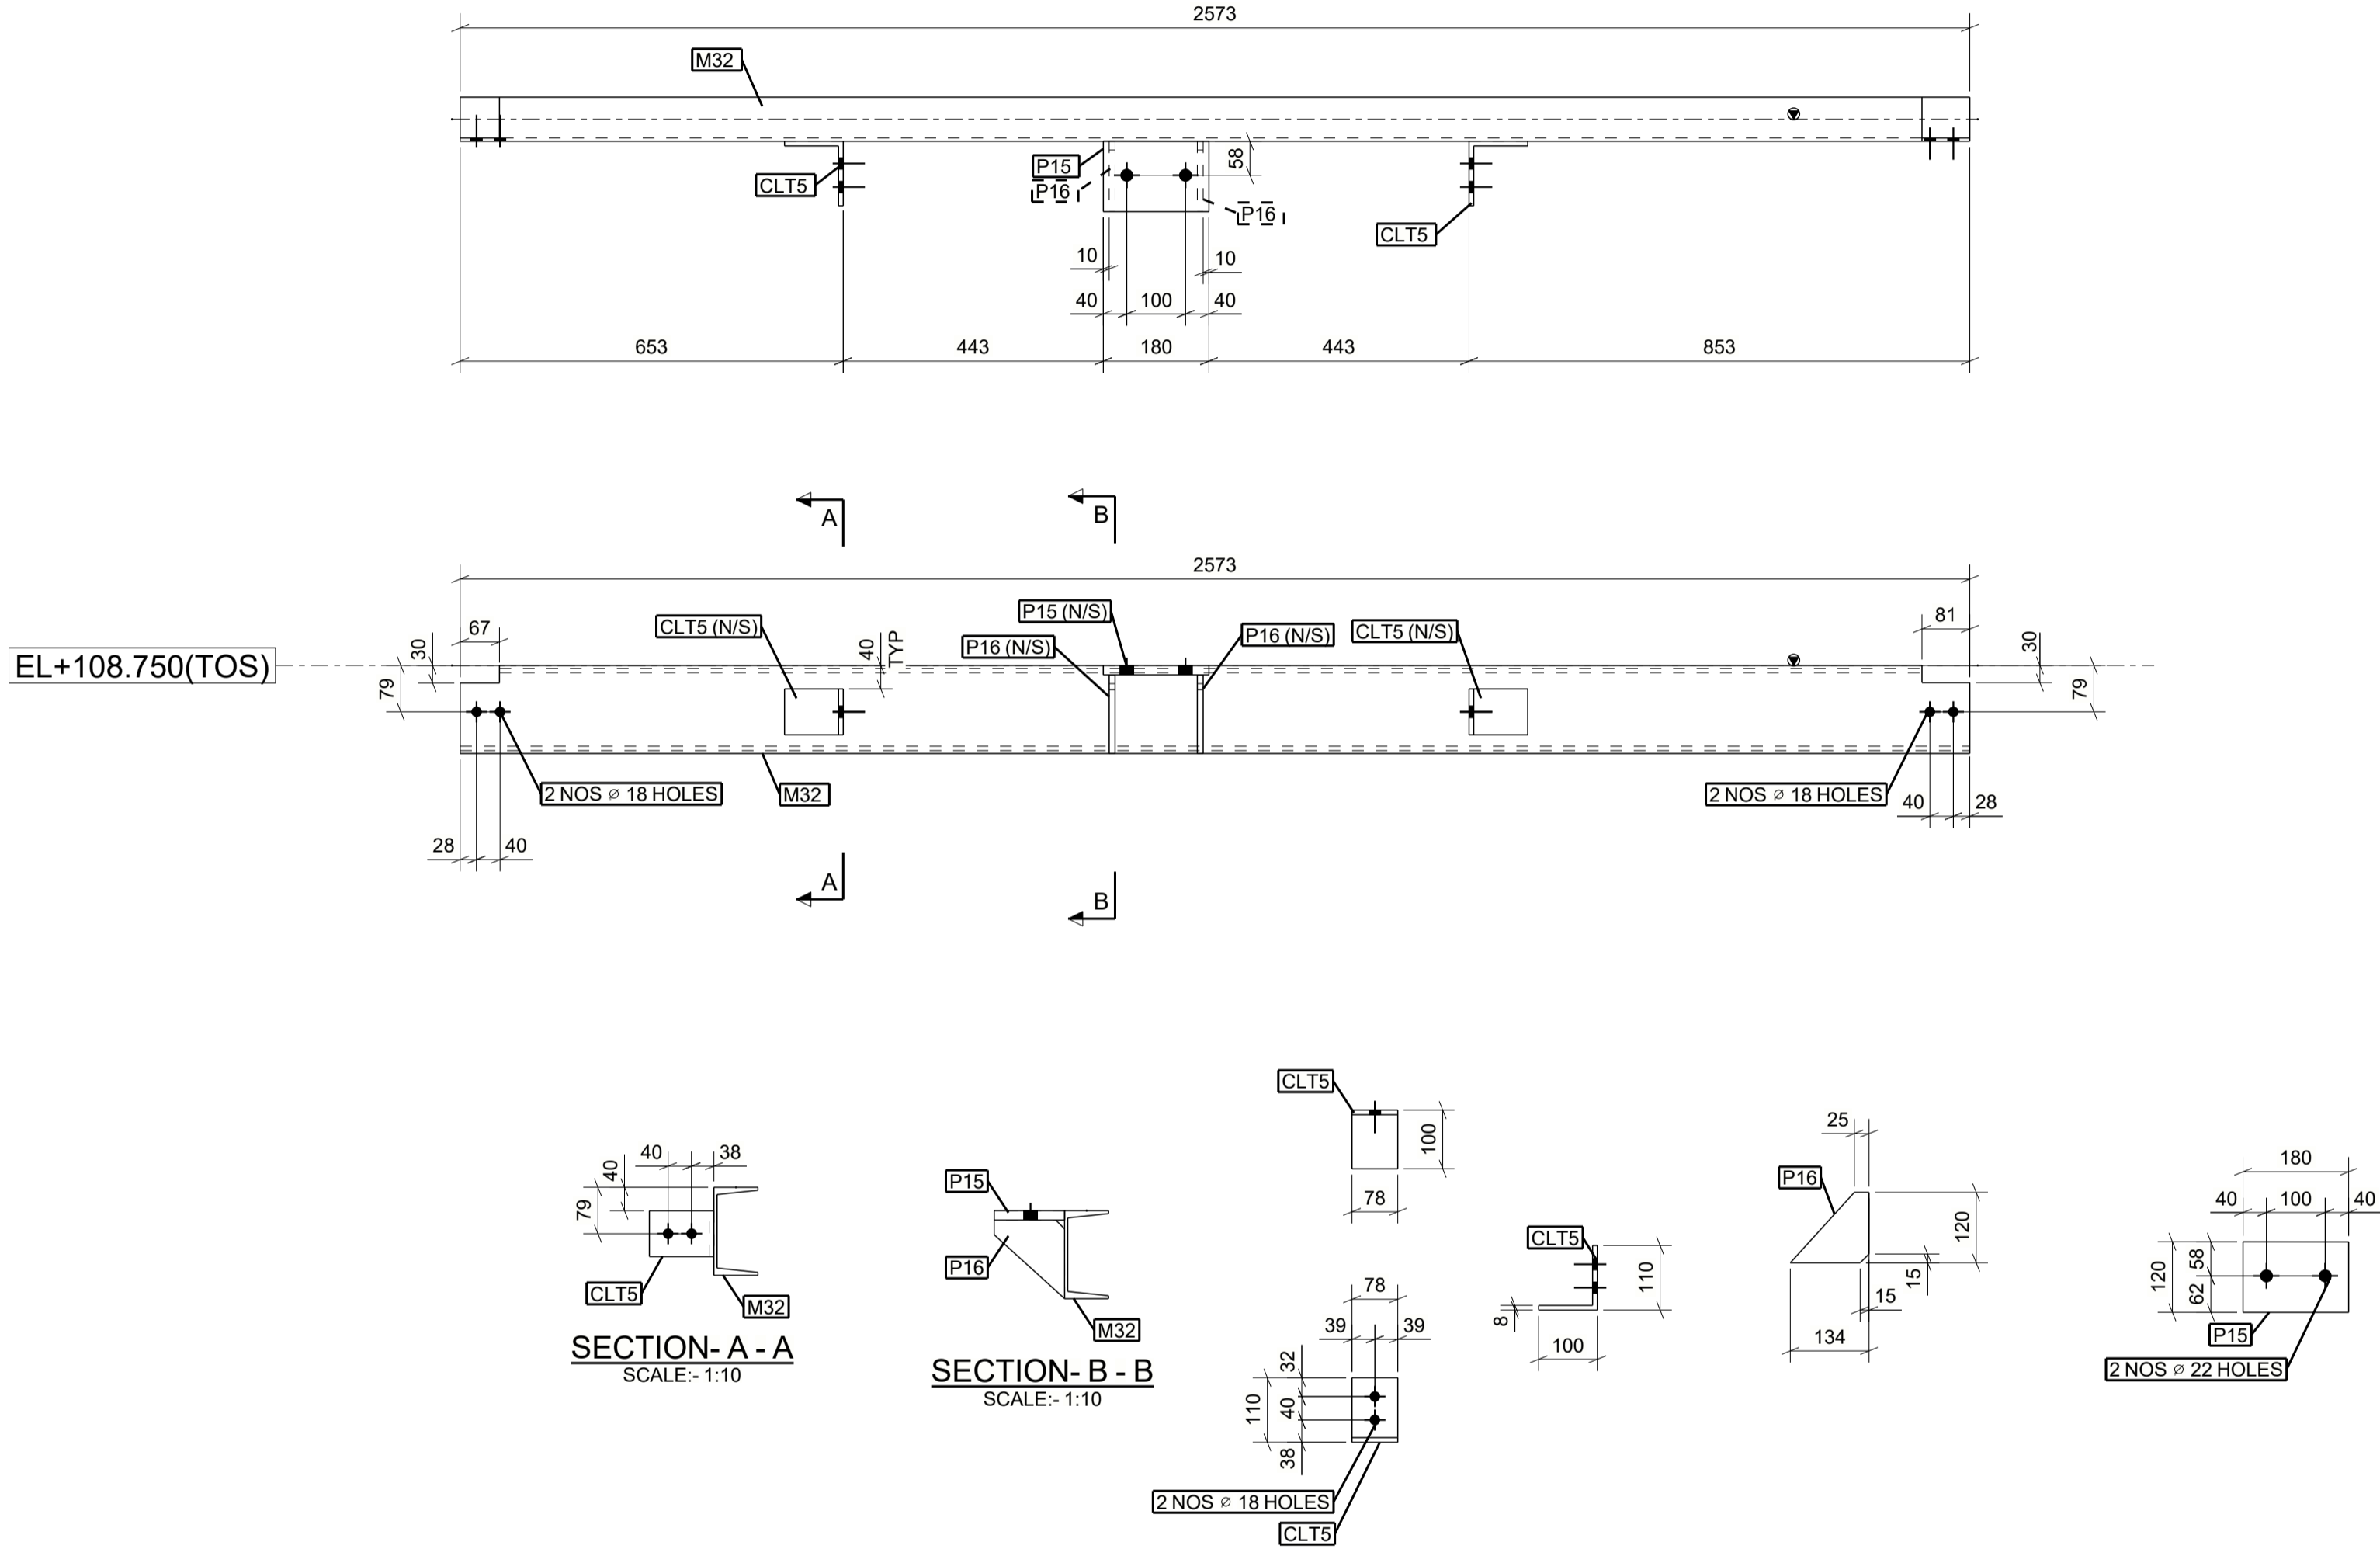 2573
M32
P15
58
P16
CLT5
P16
CLT5
10
10
40
100
40
653
443
180
443
853
A
B
2573
P15 (N/S)
CLT5 (N/S)
67
40
TYP
P16 (N/S)
P16 (N/S)
CLT5 (N/S)
81
30
30
EL+108.750(TOS)
79
79
2 NOS ⌀ 18 HOLES
M32
2 NOS ⌀ 18 HOLES
40
28
28
40
A
B
CLT5
100
78
40
38
40
79
CLT5
M32
SECTION- A - A
SCALE:- 1:10
P15
P16
M32
SECTION- B - B
SCALE:- 1:10
78
39
39
32
110
40
38
2 NOS ⌀ 18 HOLES
CLT5
CLT5
110
8
100
25
P16
120
15
15
134
180
40
100
40
120
58
62
P15
2 NOS ⌀ 22 HOLES